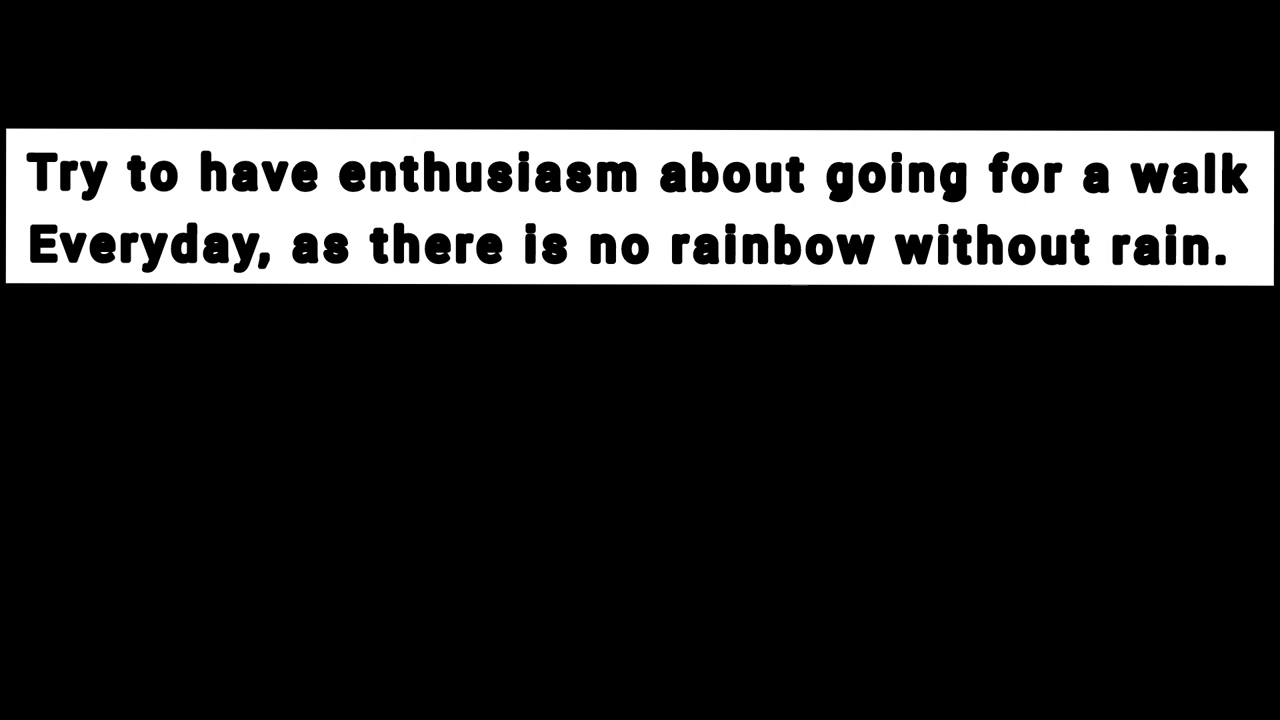 Try to have enthusiasm about going for a walk
Everyday, as there is no rainbow without rain.